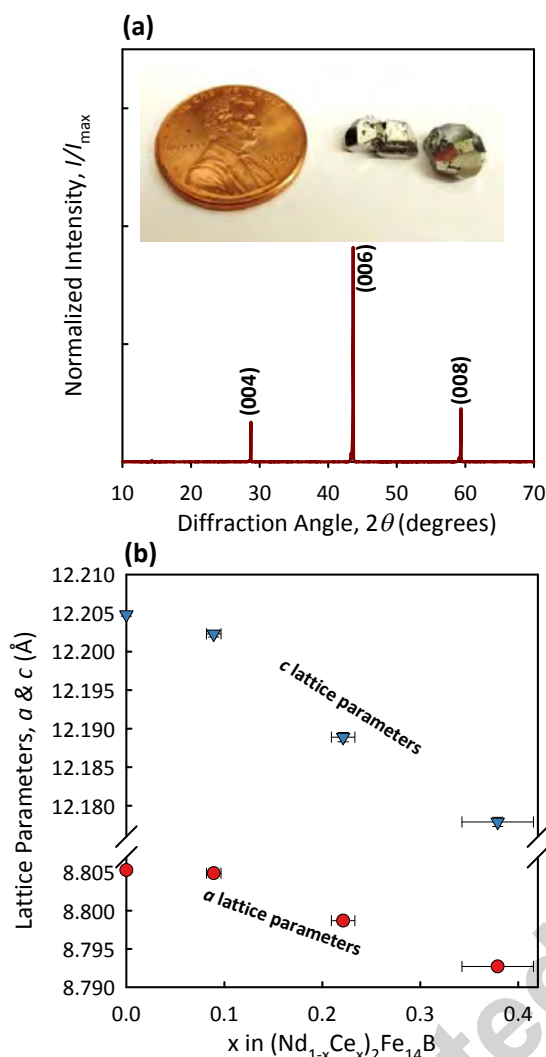 (a)
Normalized Intensity, I/Imax
(004)
(006)
(008)
10 20 30 40 50 60 70
Diffraction Angle, 2θ (degrees)
(b)
Lattice Parameters, a & c (Å)
12.210
12.205
12.200
12.195
12.190
12.185
12.180
8.805
8.800
8.795
8.790
c lattice parameters
a lattice parameters
0.0 0.1 0.2 0.3 0.4
x in (Nd1-xCex)2Fe14B